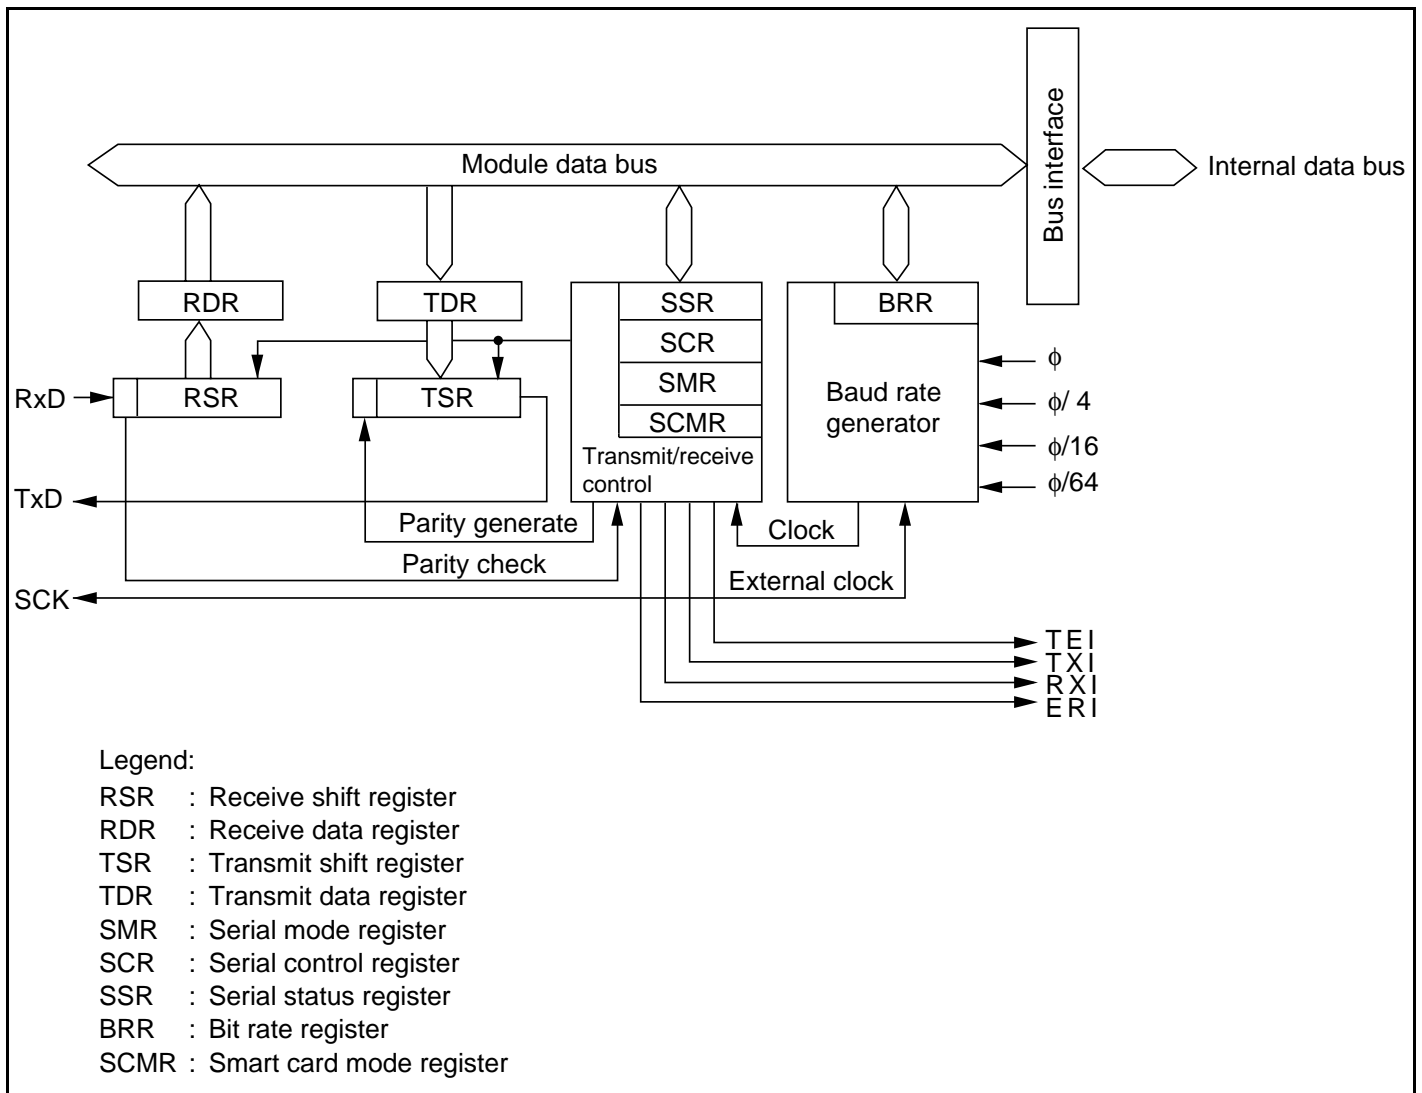 Bus interface
Module data bus
Internal data bus
RDR
TDR
SSR
BRR
SCR
φ
RxD
RSR
TSR
SMR
Baud rate
generator
φ/ 4
SCMR
φ/16
Transmit/receive
control
φ/64
TxD
Parity generate
Clock
Parity check
External clock
SCK
TEI
TXI
RXI
ERI
Legend:
RSR : Receive shift register
RDR : Receive data register
TSR : Transmit shift register
TDR : Transmit data register
SMR : Serial mode register
SCR : Serial control register
SSR : Serial status register
BRR : Bit rate register
SCMR : Smart card mode register